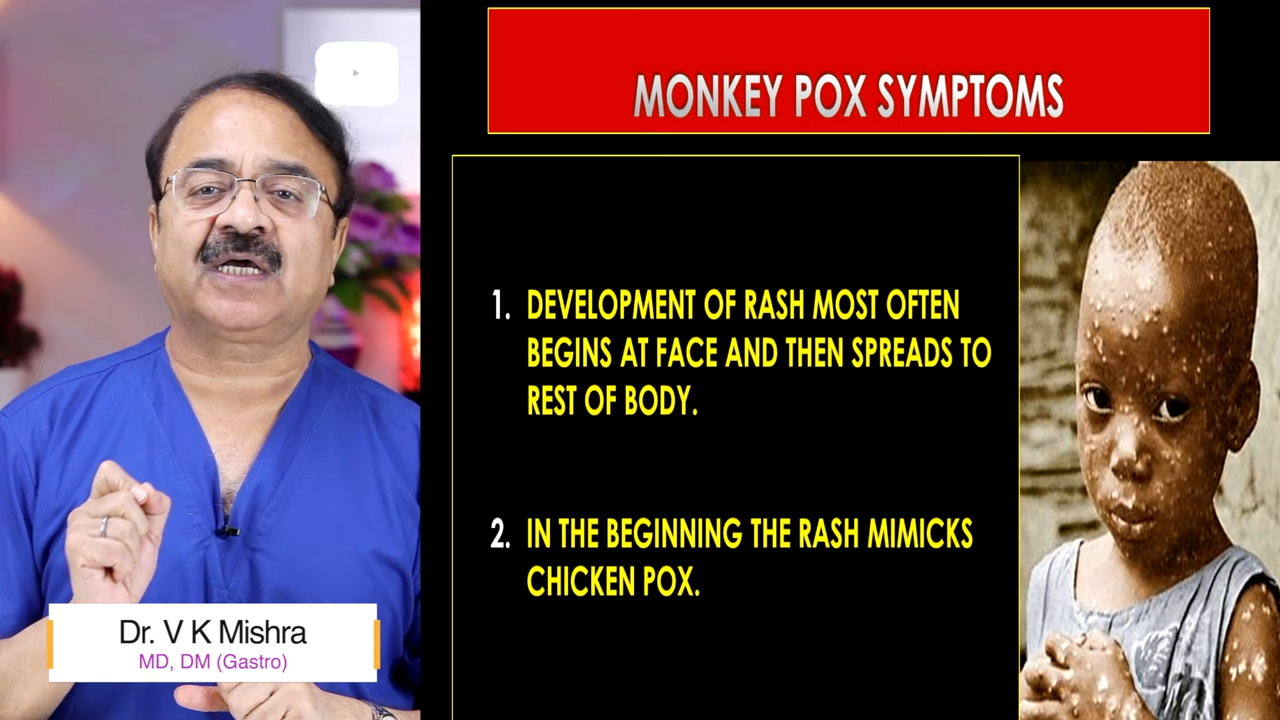 MONKEY POX SYMPTOMS
1. DEVELOPMENT OF RASH MOST OFTEN
BEGINS AT FACE AND THEN SPREADS TO
REST OF BODY.
2. IN THE BEGINNING THE RASH MIMICKS
CHICKEN POX.
Dr. V K Mishra
MD, DM (Gastro)